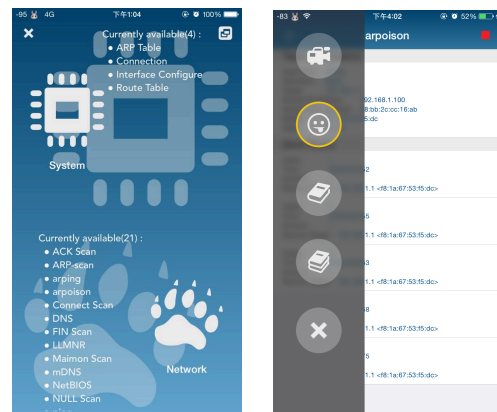 -95 4G 下午1:04 100%
Currently available(4) :
• ARP Table
• Connection
• Interface Configure
• Route Table
System
Currently available(21) :
• ACK Scan
• ARP-scan
• arping
• arpoison
• Connect Scan
• DNS
• FIN Scan
• LLMNR
• Maimon Scan
• mDNS
• NetBIOS
• NULL Scan
Network
-83 下午4:02 52%
arpoison
92.168.1.100
8:bb:2c:cc:16:ab
5:dc
52
1.1 <f8:1a:67:53:f5:dc>
55
1.1 <f8:1a:67:53:f5:dc>
1.1 <f8:1a:67:53:f5:dc>
1.1 <f8:1a:67:53:f5:dc>
1.1 <f8:1a:67:53:f5:dc>